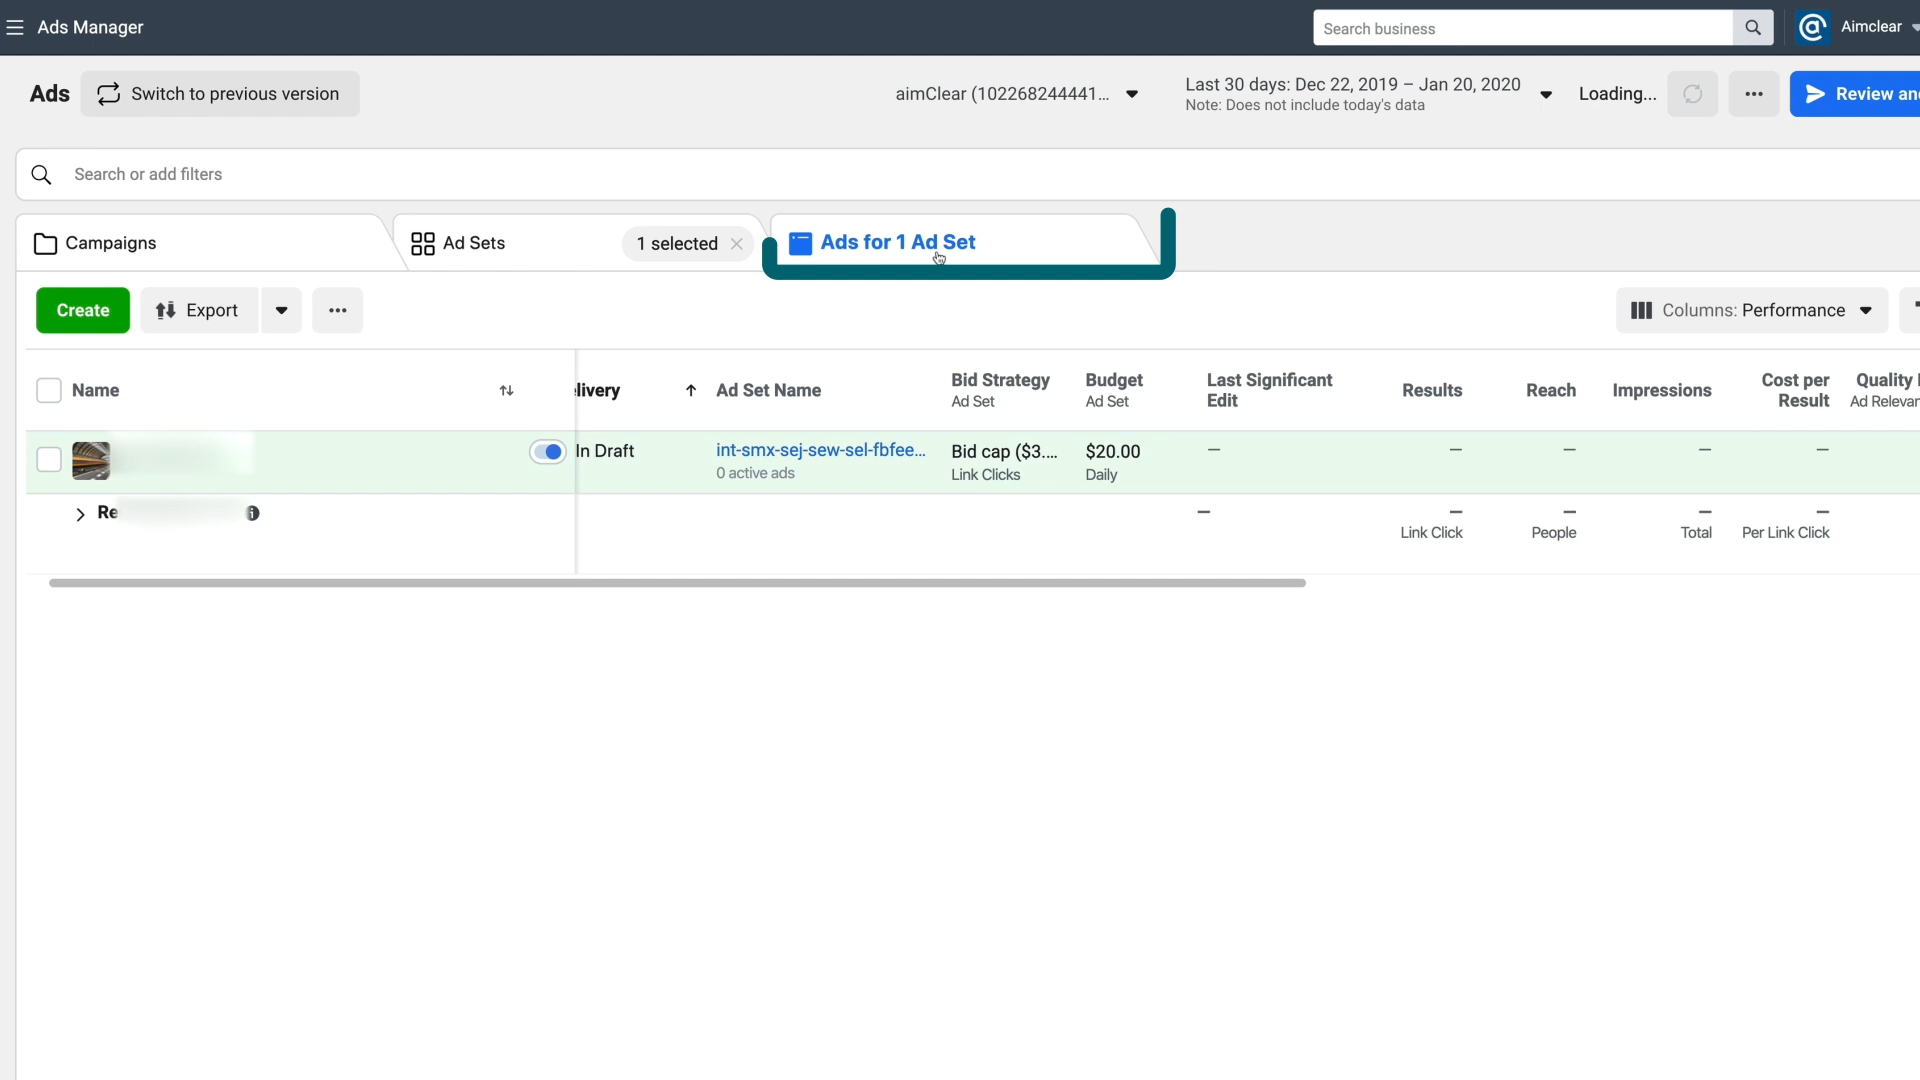 Ads Manager
Search business
Aimclear
Ads
Switch to previous version
aimClear (102268244441...
Last 30 days: Dec 22, 2019 – Jan 20, 2020
Note: Does not include today's data
Loading...
Review and
Search or add filters
Campaigns
Ad Sets
1 selected
Ads for 1 Ad Set
Create
Export
Columns: Performance
Name
livery
Ad Set Name
Bid Strategy
Ad Set
Budget
Ad Set
Last Significant
Edit
Results
Reach
Impressions
Cost per
Result
Quality
Ad Relevan
In Draft
int-smx-sej-sew-sel-fbfee...
0 active ads
Bid cap ($3....
Link Clicks
$20.00
Daily
—
—
—
—
—
Re
—
—
Link Click
—
People
—
Total
—
Per Link Click